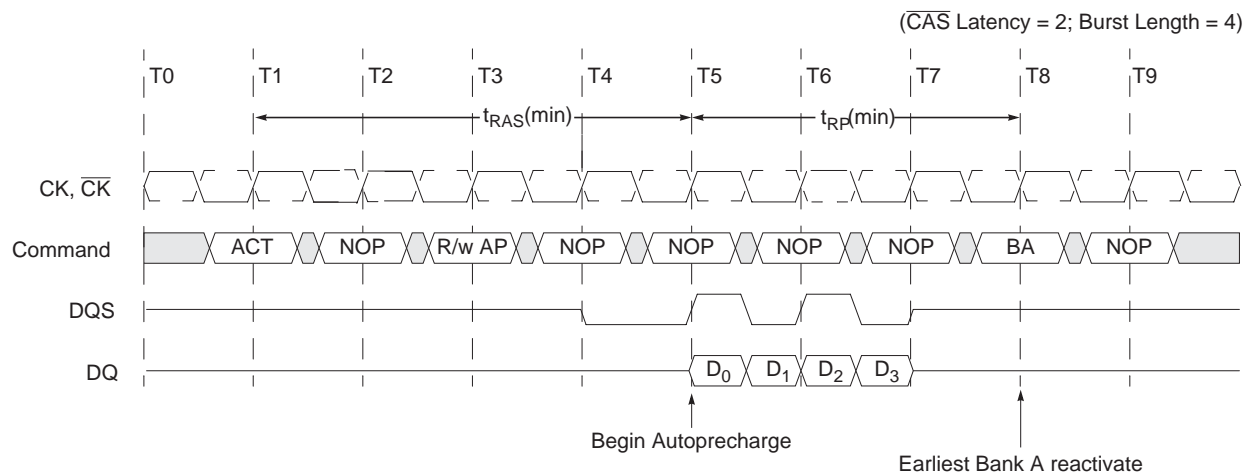 (CAS Latency = 2; Burst Length = 4)
T0 T1 T2 T3 T4 T5 T6 T7 T8 T9
tRAS(min) tRP(min)
CK, CK
Command ACT NOP R/w AP NOP NOP NOP NOP BA NOP
DQS
DQ D0 D1 D2 D3
Begin Autoprecharge
Earliest Bank A reactivate